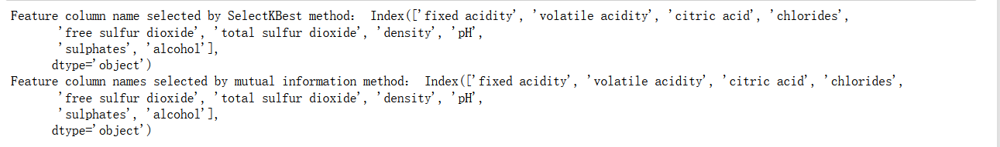 Feature column name selected by SelectKBest method： Index(['fixed acidity', 'volatile acidity', 'citric acid', 'chlorides',
'free sulfur dioxide', 'total sulfur dioxide', 'density', 'pH',
'sulphates', 'alcohol'],
dtype='object')
Feature column names selected by mutual information method： Index(['fixed acidity', 'volatile acidity', 'citric acid', 'chlorides',
'free sulfur dioxide', 'total sulfur dioxide', 'density', 'pH',
'sulphates', 'alcohol'],
dtype='object')